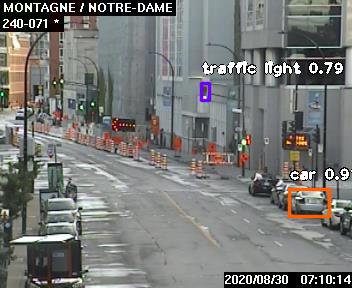 MONTAGNE / NOTRE-DAME
240-071 *
traffic light 0.79
car 0.9
2020/08/30 07:10:14